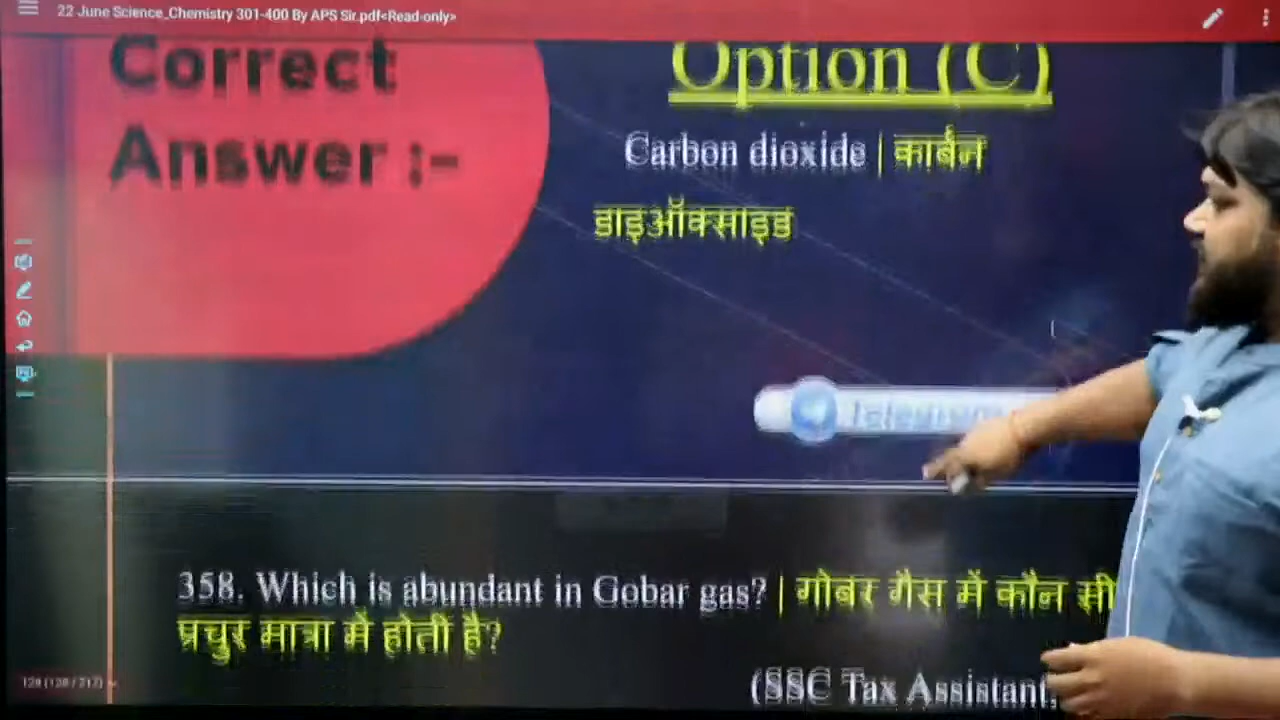 22 June Science_Chemistry 301-400 By APS Sir.pdf<Read-only>
Correct
Answer :-
Option (C)
Carbon dioxide | कार्बन
डाइऑक्साइड
Telegram
358. Which is abundant in Gobar gas? | गोबर गैस में कौन सी
प्रचुर मात्रा में होती है?
(SSC Tax Assistant,